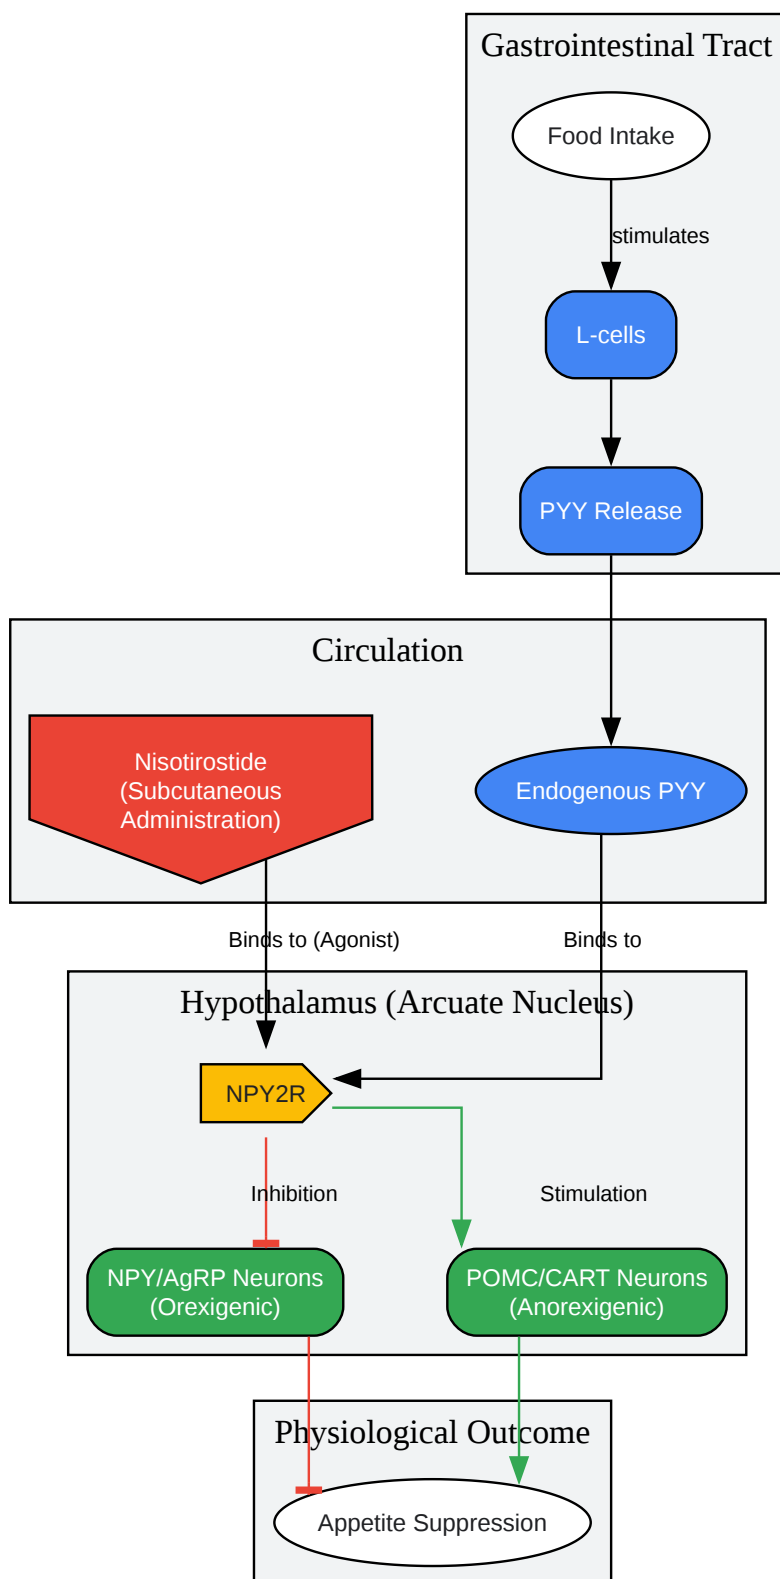 Gastrointestinal Tract
Food Intake
stimulates
L-cells
PYY Release
Circulation
Nisotirostide
(Subcutaneous
Administration)
Endogenous PYY
Binds to (Agonist)
Binds to
Hypothalamus (Arcuate Nucleus)
NPY2R
Inhibition
Stimulation
NPY/AgRP Neurons
(Orexigenic)
POMC/CART Neurons
(Anorexigenic)
Physiological Outcome
Appetite Suppression